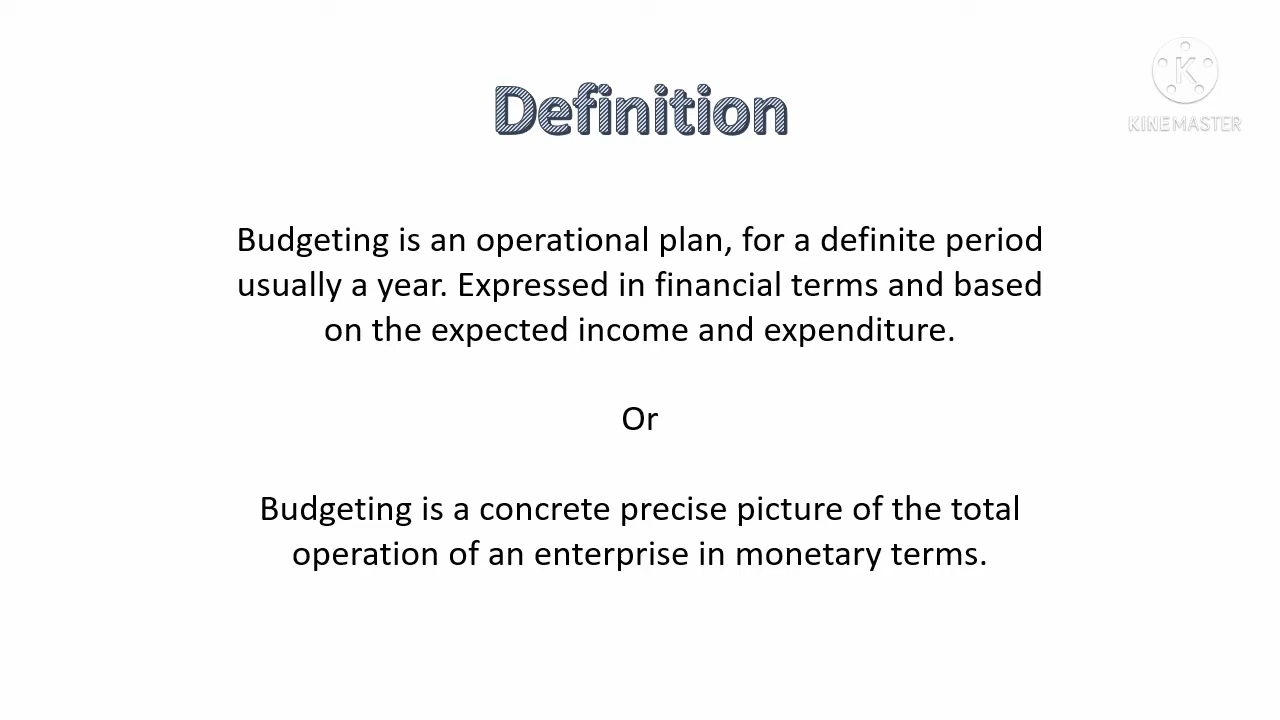 Definition
K
KINEMASTER
Budgeting is an operational plan, for a definite period
usually a year. Expressed in financial terms and based
on the expected income and expenditure.
Or
Budgeting is a concrete precise picture of the total
operation of an enterprise in monetary terms.